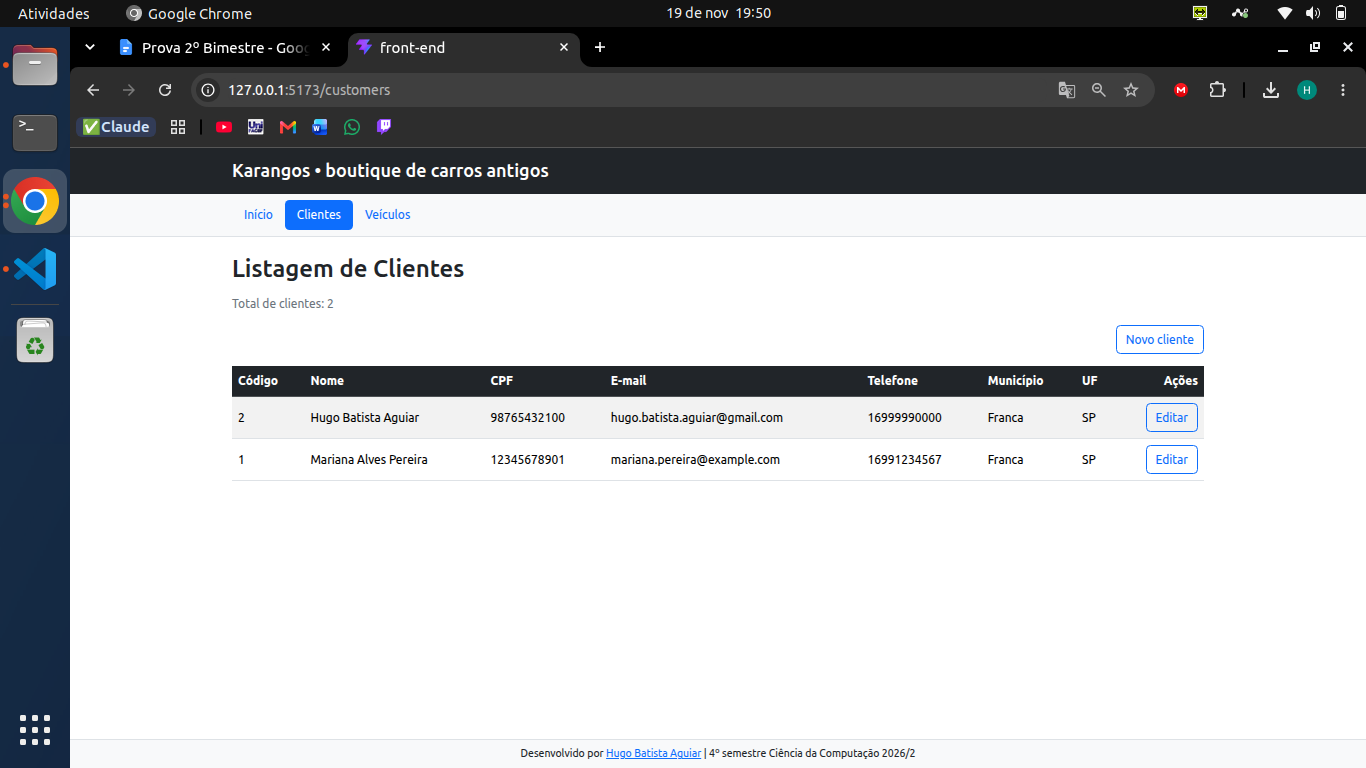 Atividades Google Chrome 19 de nov 19:50
Prova 2º Bimestre - Goo front-end
127.0.0.1:5173/customers
Claude
Karangos • boutique de carros antigos
Início Clientes Veículos
Listagem de Clientes
Total de clientes: 2
Novo cliente
Código Nome CPF E-mail Telefone Município UF Ações
2 Hugo Batista Aguiar 98765432100 hugo.batista.aguiar@gmail.com 16999990000 Franca SP Editar
1 Mariana Alves Pereira 12345678901 mariana.pereira@example.com 16991234567 Franca SP Editar
Desenvolvido por Hugo Batista Aguiar | 4º semestre Ciência da Computação 2026/2